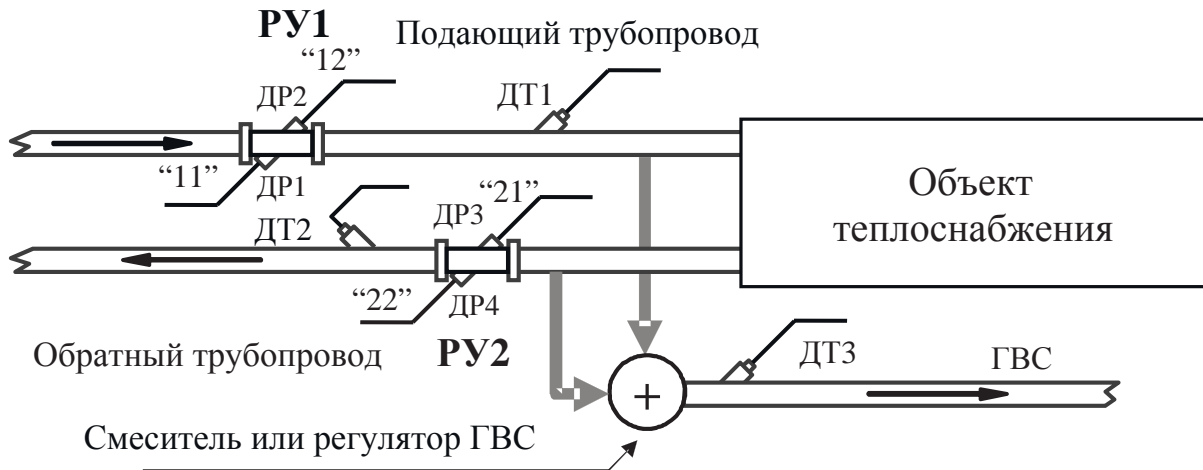 РУ1
Подающий трубопровод
“12”
ДР2
ДТ1
“11”
ДР1
Объект
теплоснабжения
“21”
ДР3
ДТ2
“22”
ДР4
Обратный трубопровод
РУ2
ДТ3
ГВС
+
Смеситель или регулятор ГВС